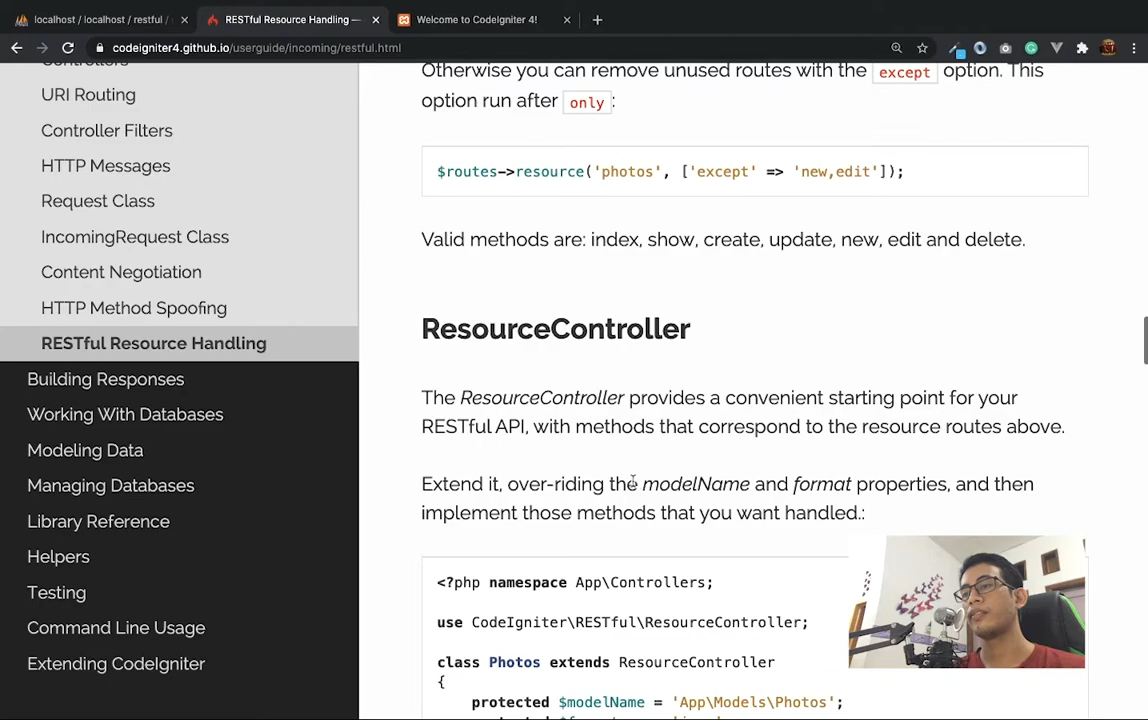 localhost / localhost / restful /
RESTful Resource Handling —
Welcome to CodeIgniter 4!
codeigniter4.github.io/userguide/incoming/restful.html
URI Routing
Controller Filters
HTTP Messages
Request Class
IncomingRequest Class
Content Negotiation
HTTP Method Spoofing
RESTful Resource Handling
Building Responses
Working With Databases
Modeling Data
Managing Databases
Library Reference
Helpers
Testing
Command Line Usage
Extending CodeIgniter
Otherwise you can remove unused routes with the except option. This
option run after only:
$routes->resource('photos', ['except' => 'new,edit']);
Valid methods are: index, show, create, update, new, edit and delete.
ResourceController
The ResourceController provides a convenient starting point for your
RESTful API, with methods that correspond to the resource routes above.
Extend it, over-riding the modelName and format properties, and then
implement those methods that you want handled.:
<?php namespace App\Controllers;
use CodeIgniter\RESTful\ResourceController;
class Photos extends ResourceController
{
protected $modelName = 'App\Models\Photos';